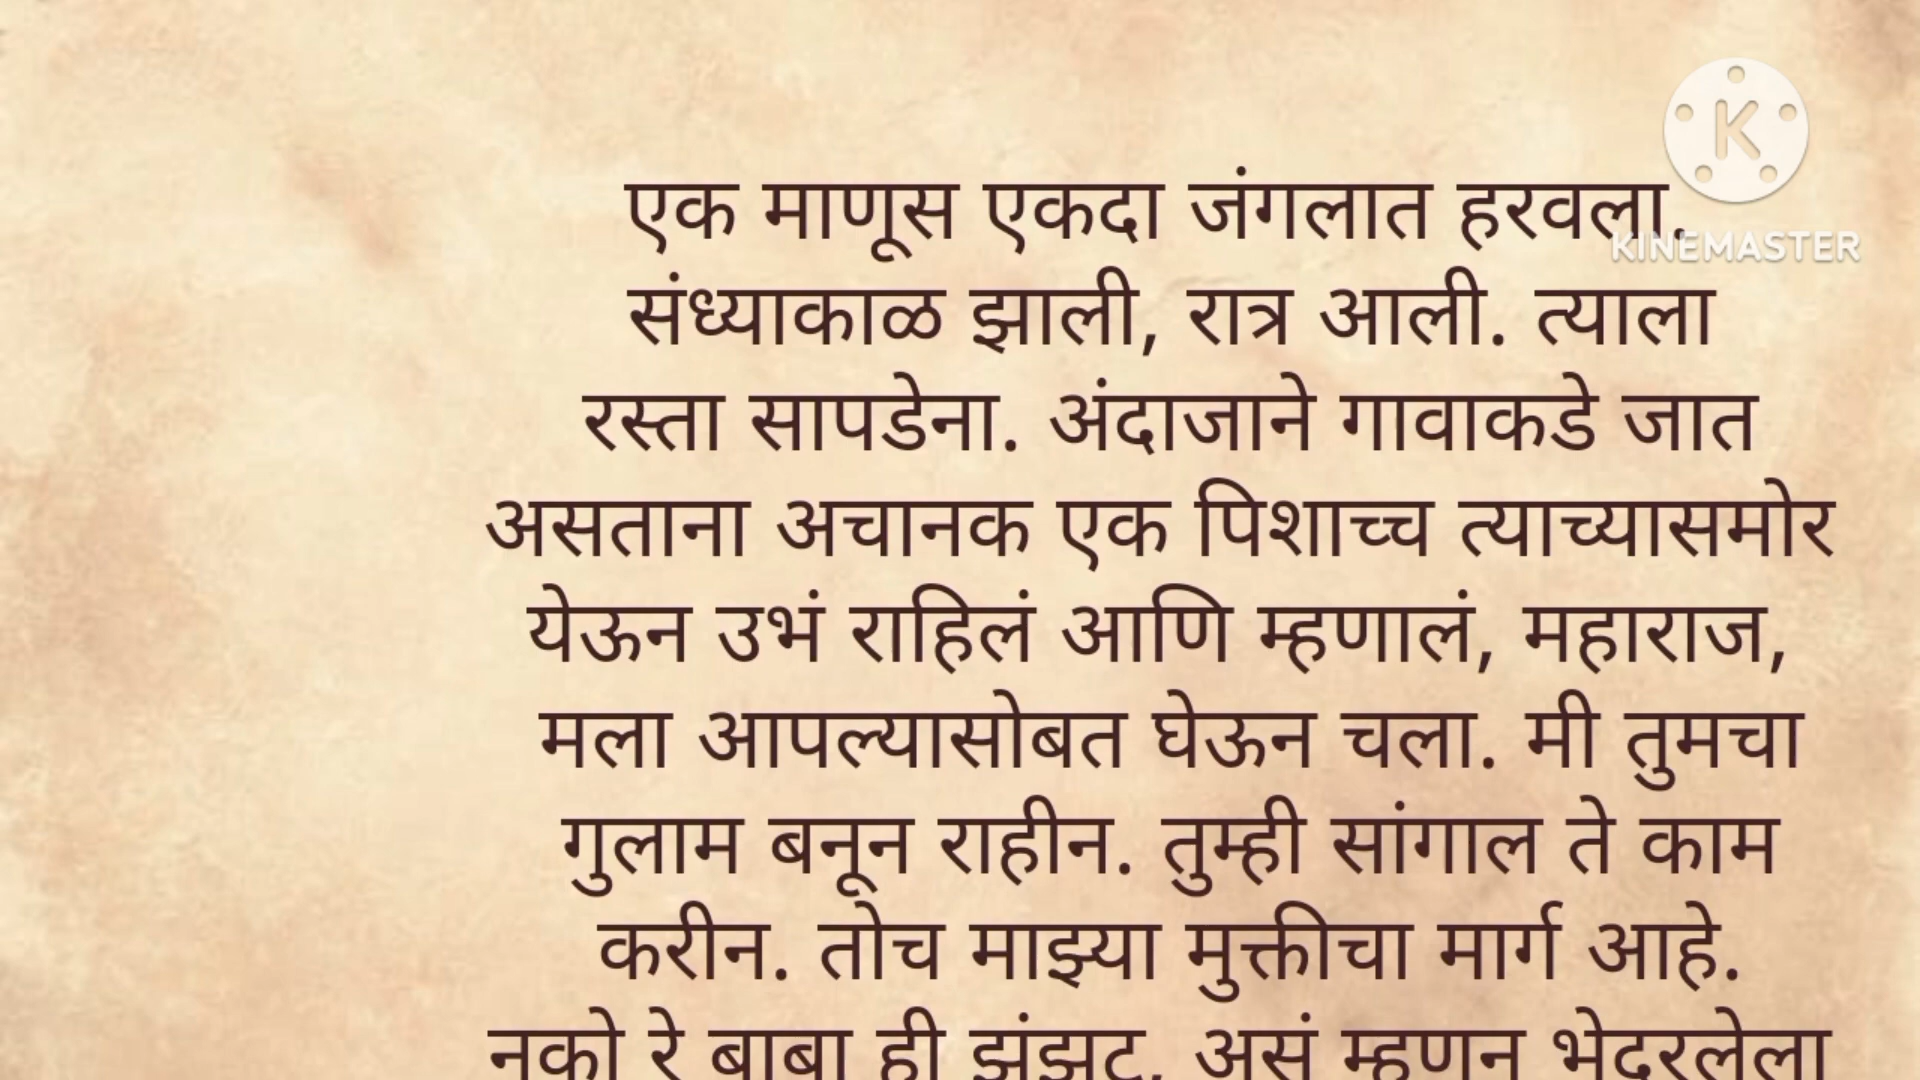 एक माणूस एकदा जंगलात हरवला.
KINEMASTER
संध्याकाळ झाली, रात्र आली. त्याला
रस्ता सापडेना. अंदाजाने गावाकडे जात
असताना अचानक एक पिशाच्च त्याच्यासमोर
येऊन उभं राहिलं आणि म्हणालं, महाराज,
मला आपल्यासोबत घेऊन चला. मी तुमचा
गुलाम बनून राहीन. तुम्ही सांगाल ते काम
करीन. तोच माझ्या मुक्तीचा मार्ग आहे.
नको रे बाबा ही झंझट, असं म्हणून भेदरलेला